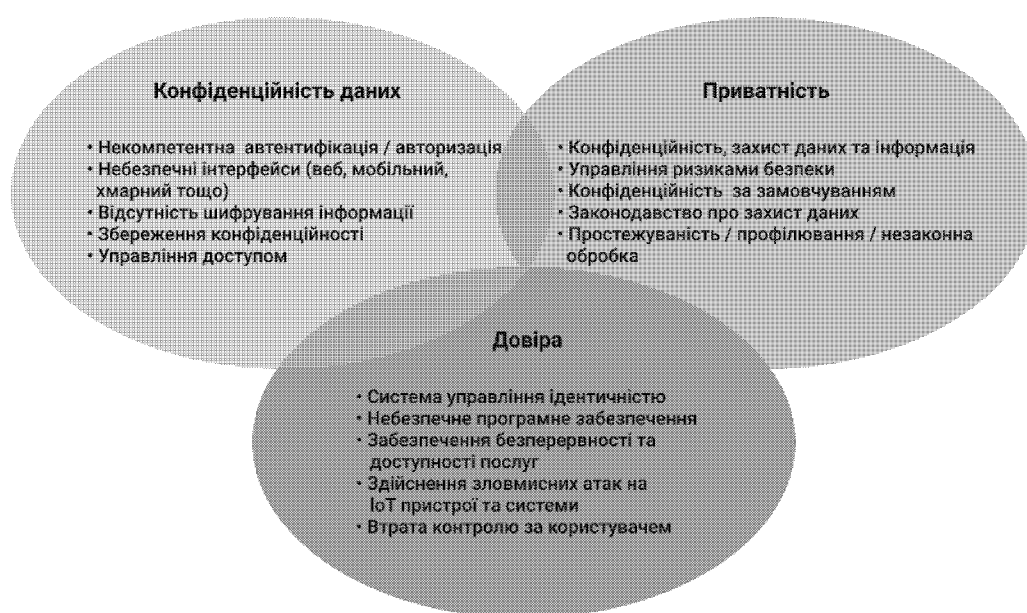 Конфіденційність даних
• Некомпетентна автентифікація / авторизація
• Небезпечні інтерфейси (веб, мобільний,
хмарний тощо)
• Відсутність шифрування інформації
• Збереження конфіденційності
• Управління доступом
Приватність
• Конфіденційність, захист даних та інформація
• Управління ризиками безпеки
• Конфіденційність за замовчуванням
• Законодавство про захист даних
• Простежуваність / профілювання / незаконна
обробка
Довіра
• Система управління ідентичністю
• Небезпечне програмне забезпечення
• Забезпечення безперервності та
доступності послуг
• Здійснення зловмисних атак на
IoT пристрої та системи
• Втрата контролю за користувачем